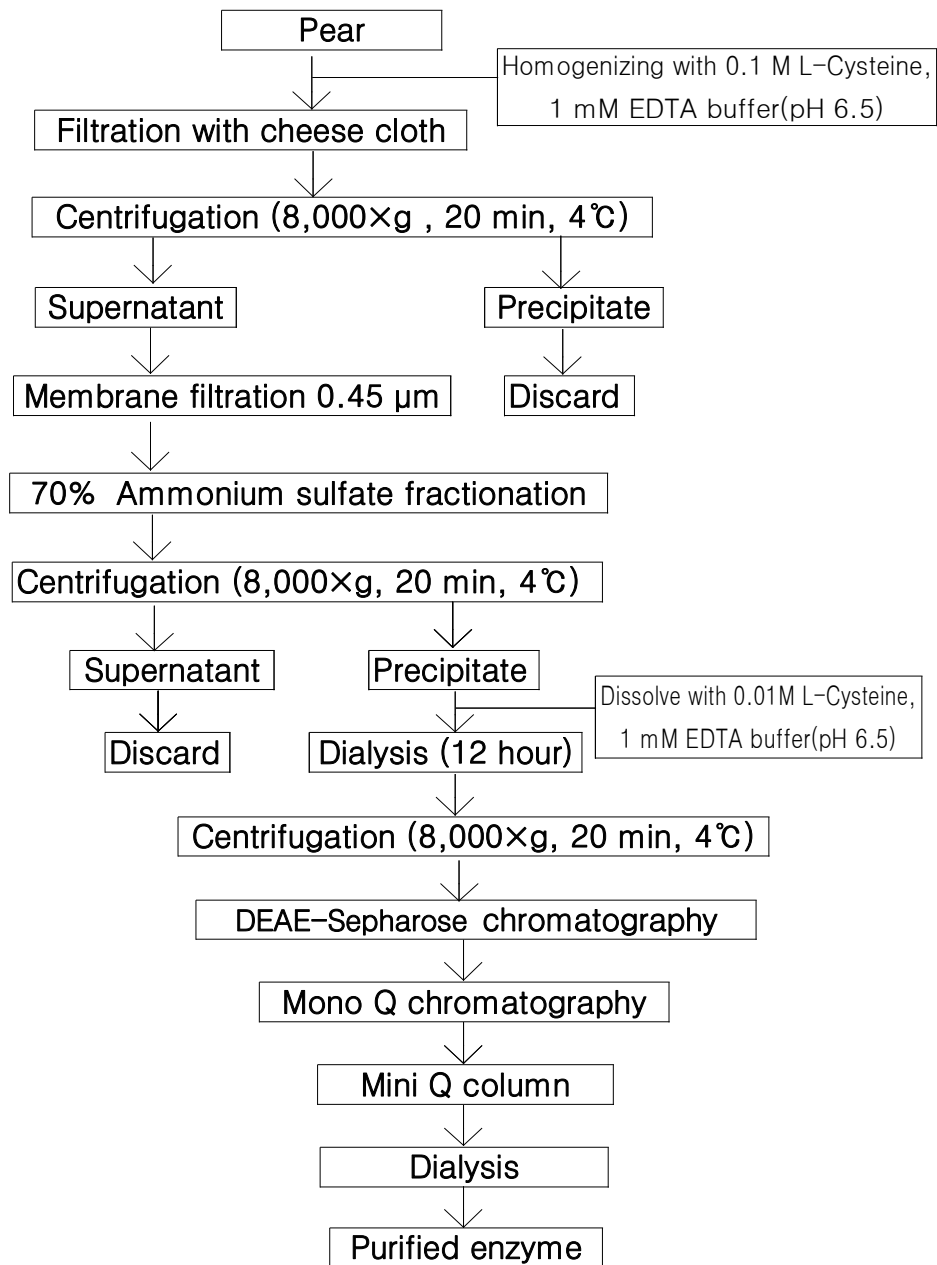 Pear
Homogenizing with 0.1 M L-Cysteine,
1 mM EDTA buffer(pH 6.5)
Filtration with cheese cloth
Centrifugation (8,000×g , 20 min, 4℃)
Supernatant
Precipitate
Membrane filtration 0.45 μm
Discard
70% Ammonium sulfate fractionation
Centrifugation (8,000×g, 20 min, 4℃)
Supernatant
Precipitate
Dissolve with 0.01M L-Cysteine,
1 mM EDTA buffer(pH 6.5)
Discard
Dialysis (12 hour)
Centrifugation (8,000×g, 20 min, 4℃)
DEAE-Sepharose chromatography
Mono Q chromatography
Mini Q column
Dialysis
Purified enzyme